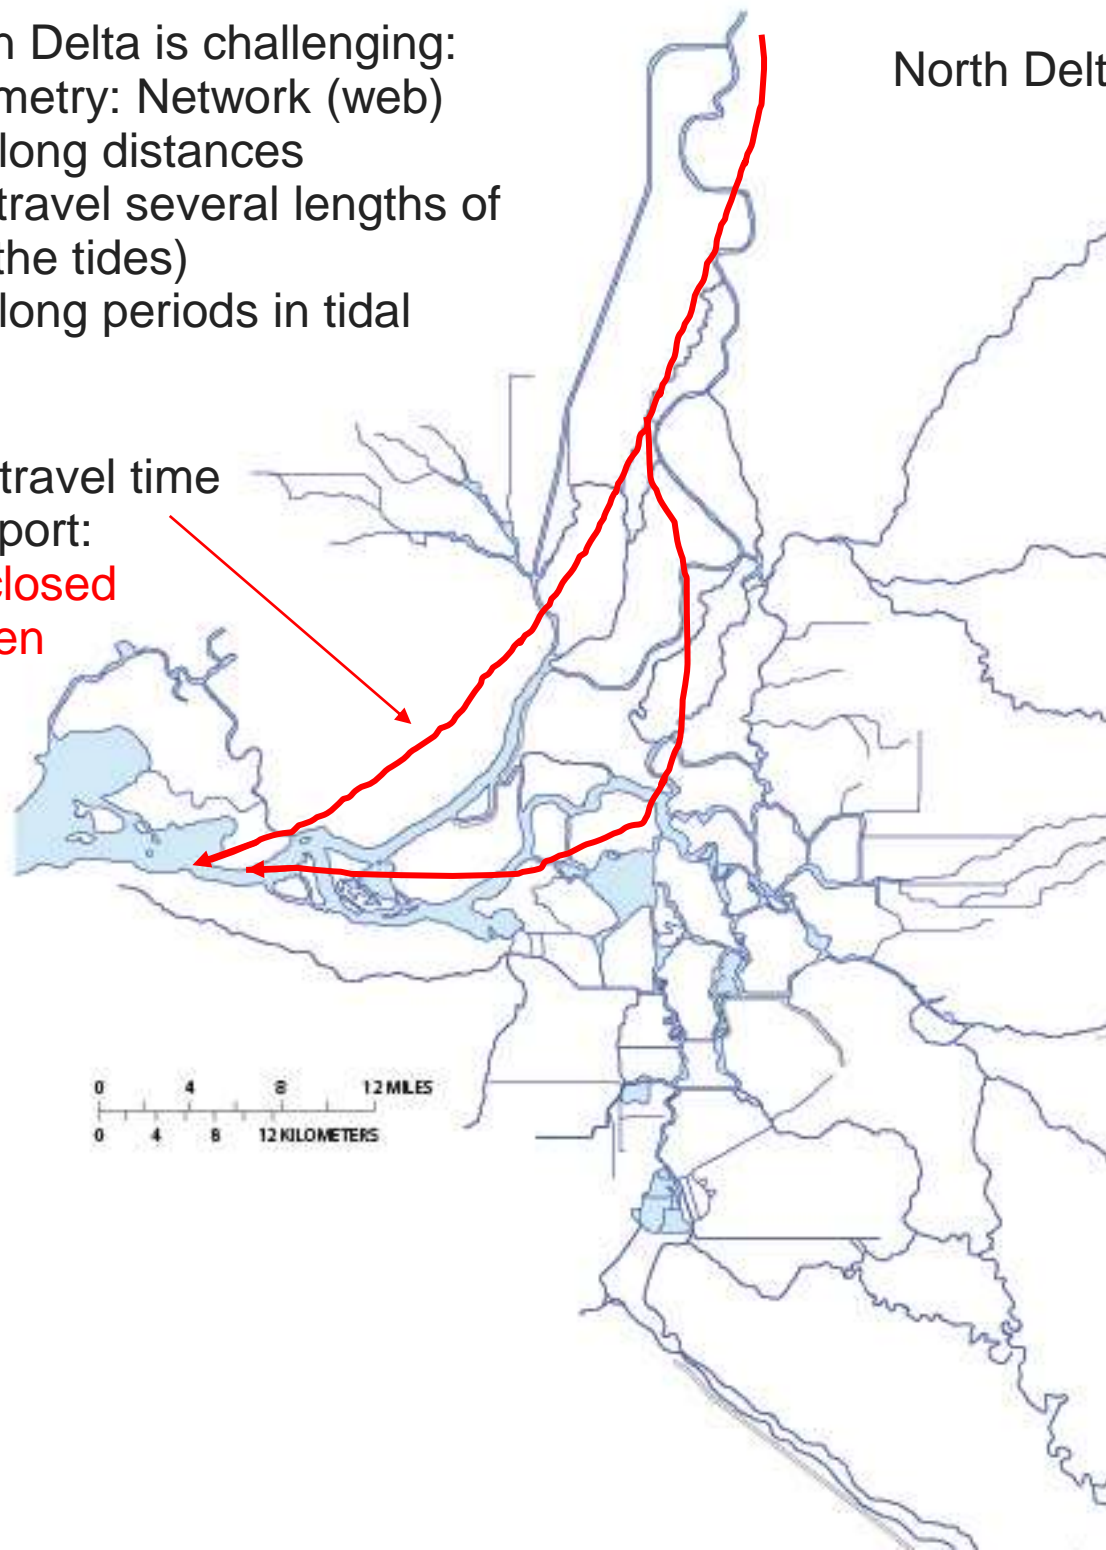 n Delta is challenging:
North Delt
metry: Network (web)
long distances
travel several lengths of
the tides)
long periods in tidal
travel time
port:
closed
en
0 4 8 12 MILES
0 4 8 12 KILOMETERS